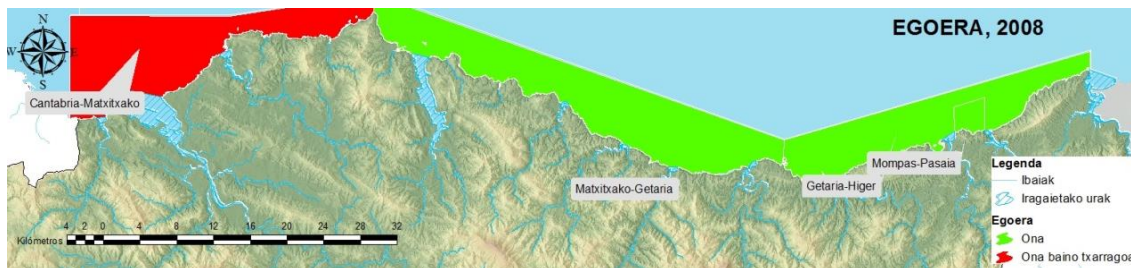 EGOERA, 2008
N
W E
S
Cantabria-Matxitxako
Matxitxako-Getaria
Getaria-Higer
Mompas-Pasaia
Kilómetros
4 2 0 4 8 12 16 20 24 28 32
Legenda
Ibaiak
Iragaietako urak
Egoera
Ona
Ona baino txarragoa